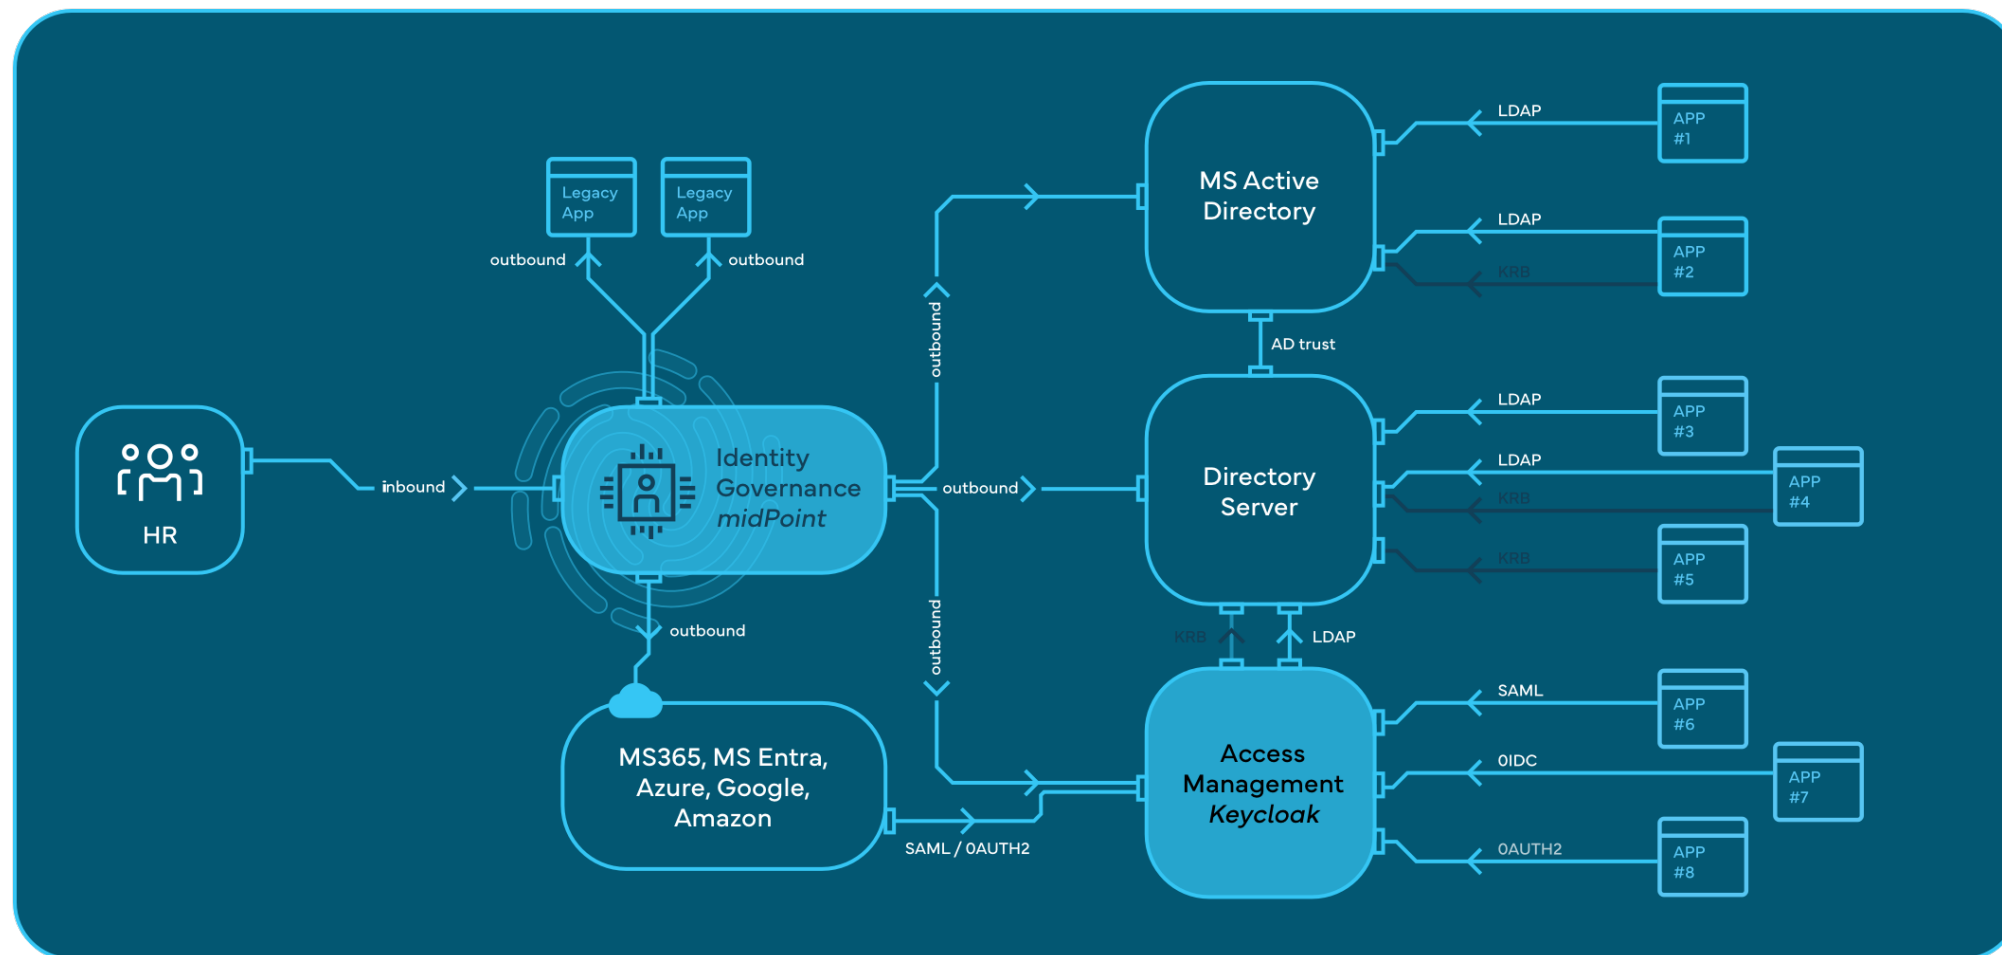 LDAP
APP
#1
MS Active
Directory
Legacy
App
Legacy
App
LDAP
KRB
APP
#2
outbound
outbound
outbound
AD trust
LDAP
APP
#3
HR
inbound
Identity
Governance
midPoint
outbound
Directory
Server
LDAP
KRB
APP
#4
KRB
APP
#5
outbound
outbound
KRB
LDAP
MS365, MS Entra,
Azure, Google,
Amazon
SAML / 0AUTH2
Access
Management
Keycloak
SAML
APP
#6
0IDC
APP
#7
0AUTH2
APP
#8